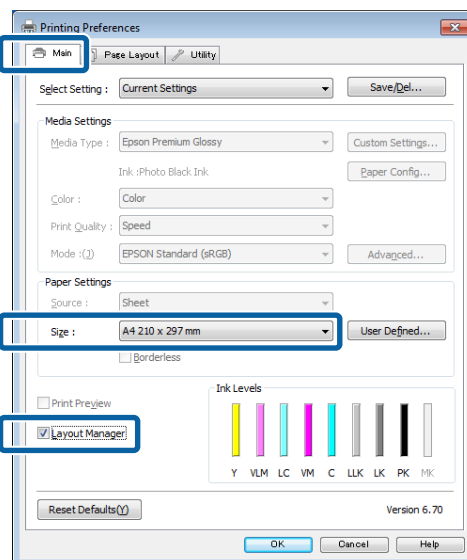 Printing Preferences
Main Page Layout Utility
Select Setting : Current Settings Save/Del...
Media Settings
Media Type : Epson Premium Glossy Custom Settings...
Ink :Photo Black Ink Paper Config...
Color : Color
Print Quality : Speed
Mode :(J) EPSON Standard (sRGB) Advanced...
Paper Settings
Source : Sheet
Size : A4 210 x 297 mm User Defined...
Borderless
Ink Levels
Print Preview
Layout Manager
Y VLM LC VM C LLK LK PK MK
Reset Defaults(Y) Version 6.70
OK Cancel Help